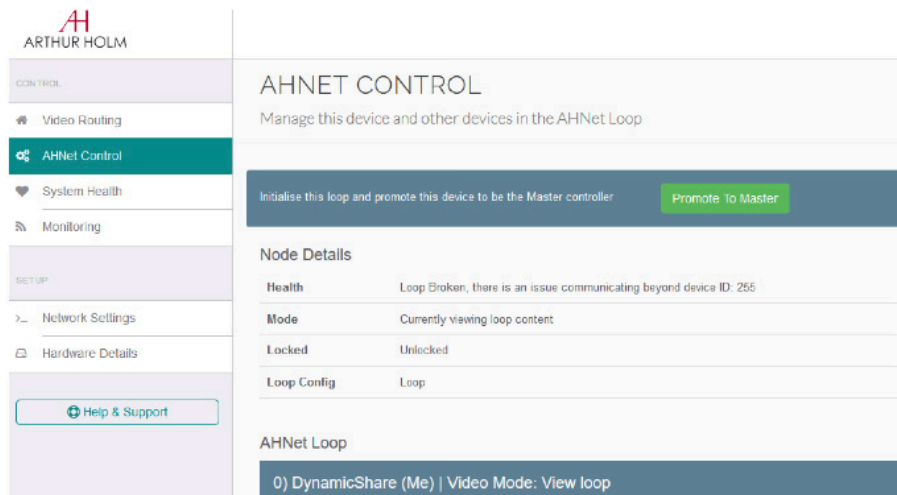 AH
ARTHUR HOLM
CONTROL
Video Routing
AHNet Control
System Health
Monitoring
SETUP
Network Settings
Hardware Details
Help & Support
AHNET CONTROL
Manage this device and other devices in the AHNet Loop
Initialise this loop and promote this device to be the Master controller
Promote To Master
Node Details
Health Loop Broken, there is an issue communicating beyond device ID: 255
Mode Currently viewing loop content
Locked Unlocked
Loop Config Loop
AHNet Loop
0) DynamicShare (Me) | Video Mode: View loop